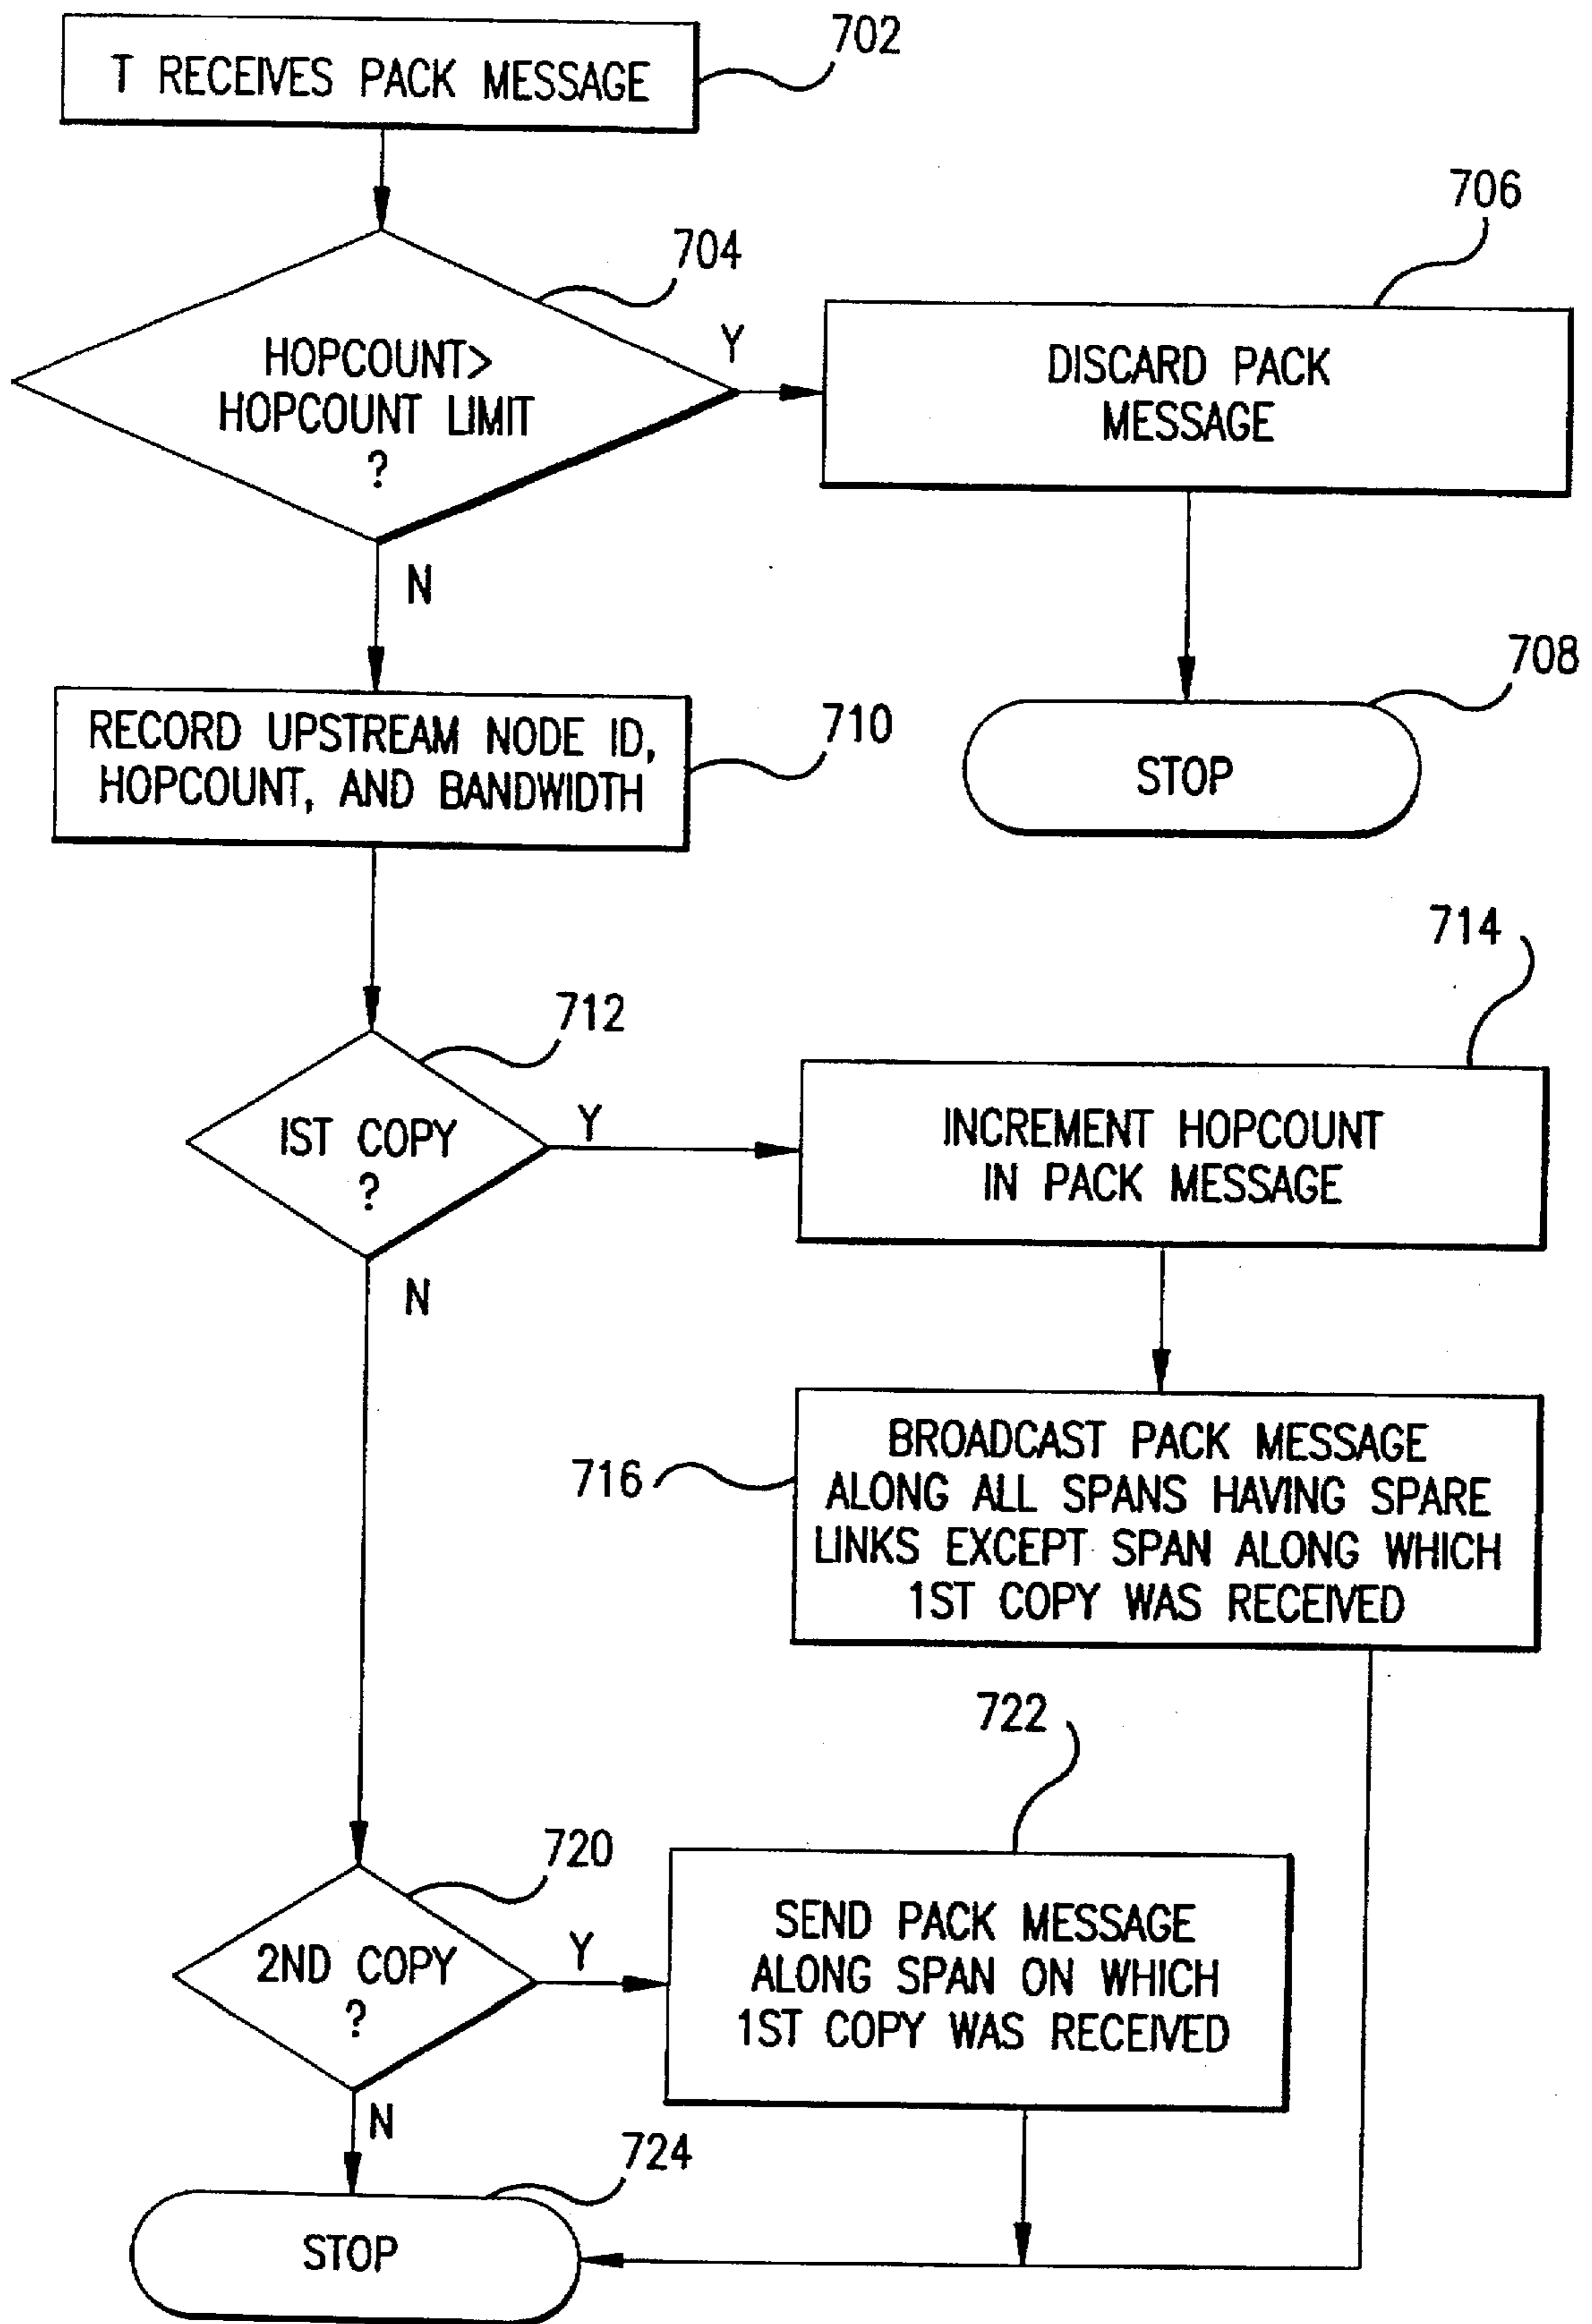 702
T RECEIVES PACK MESSAGE
706
704
HOPCOUNT>
HOPCOUNT LIMIT
?
Y
DISCARD PACK
MESSAGE
N
708
STOP
710
RECORD UPSTREAM NODE ID,
HOPCOUNT, AND BANDWIDTH
714
712
1ST COPY
?
Y
INCREMENT HOPCOUNT
IN PACK MESSAGE
N
716
BROADCAST PACK MESSAGE
ALONG ALL SPANS HAVING SPARE
LINKS EXCEPT SPAN ALONG WHICH
1ST COPY WAS RECEIVED
722
720
2ND COPY
?
Y
SEND PACK MESSAGE
ALONG SPAN ON WHICH
1ST COPY WAS RECEIVED
N
724
STOP